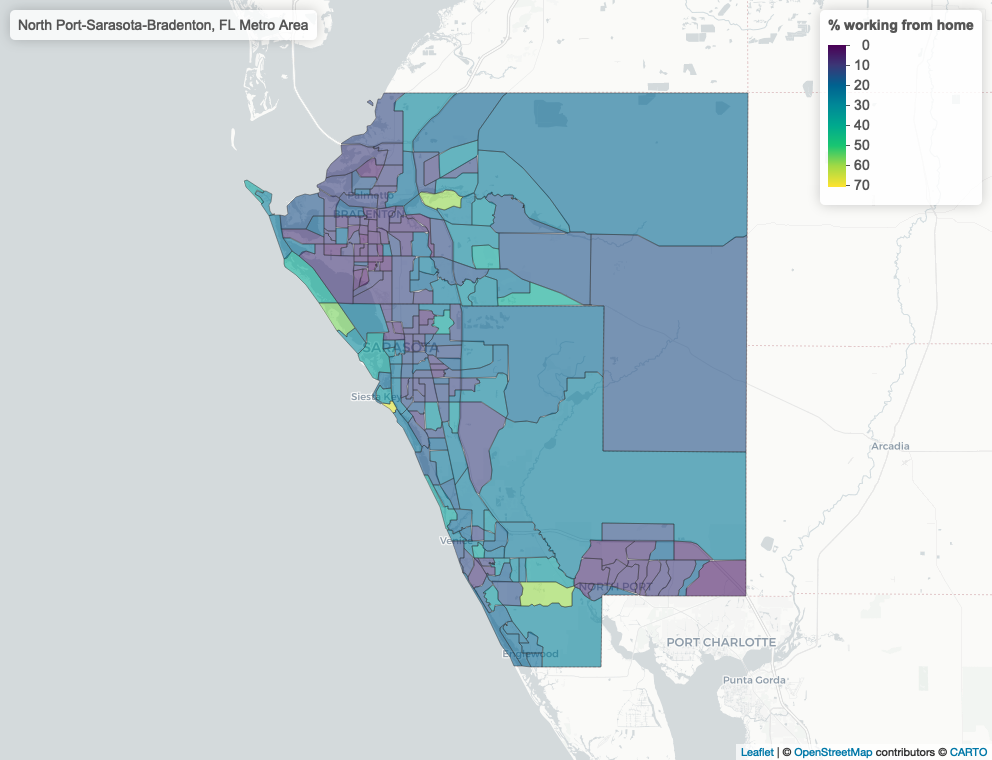 North Port-Sarasota-Bradenton, FL Metro Area
% working from home
0
10
20
30
40
50
60
70
Palmetto
BRADENTON
SARASOTA
Siesta Key
Arcadia
Venice
NORTH PORT
PORT CHARLOTTE
Englewood
Punta Gorda
Leaflet | © OpenStreetMap contributors © CARTO